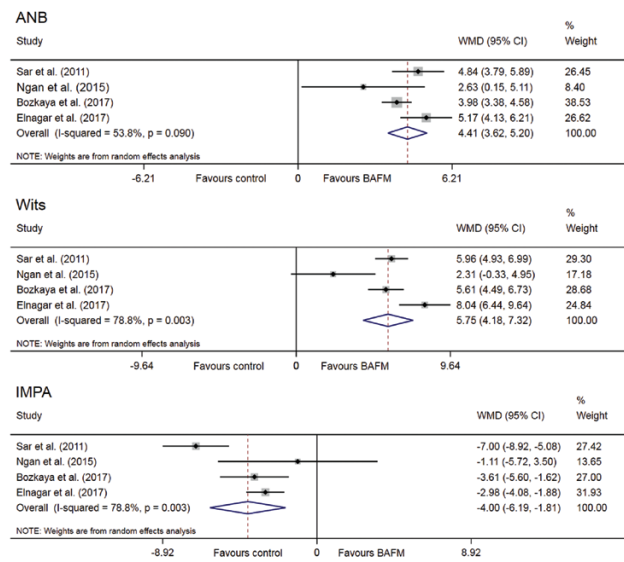 ANB
Study WMD (95% CI) % Weight
Sar et al. (2011) 4.84 (3.79, 5.89) 26.45
Ngan et al. (2015) 2.63 (0.15, 5.11) 8.40
Bozkaya et al. (2017) 3.98 (3.38, 4.58) 38.53
Elnagar et al. (2017) 5.17 (4.13, 6.21) 26.62
Overall (I-squared = 53.8%, p = 0.090) 4.41 (3.62, 5.20) 100.00
NOTE: Weights are from random effects analysis
-6.21 Favours control 0 Favours BAFM 6.21
Wits
Study WMD (95% CI) % Weight
Sar et al. (2011) 5.96 (4.93, 6.99) 29.30
Ngan et al. (2015) 2.31 (-0.33, 4.95) 17.18
Bozkaya et al. (2017) 5.61 (4.49, 6.73) 28.68
Elnagar et al. (2017) 8.04 (6.44, 9.64) 24.84
Overall (I-squared = 78.8%, p = 0.003) 5.75 (4.18, 7.32) 100.00
NOTE: Weights are from random effects analysis
-9.64 Favours control 0 Favours BAFM 9.64
IMPA
Study WMD (95% CI) % Weight
Sar et al. (2011) -7.00 (-8.92, -5.08) 27.42
Ngan et al. (2015) -1.11 (-5.72, 3.50) 13.65
Bozkaya et al. (2017) -3.61 (-5.60, -1.62) 27.00
Elnagar et al. (2017) -2.98 (-4.08, -1.88) 31.93
Overall (I-squared = 78.8%, p = 0.003) -4.00 (-6.19, -1.81) 100.00
NOTE: Weights are from random effects analysis
-8.92 Favours control 0 Favours BAFM 8.92